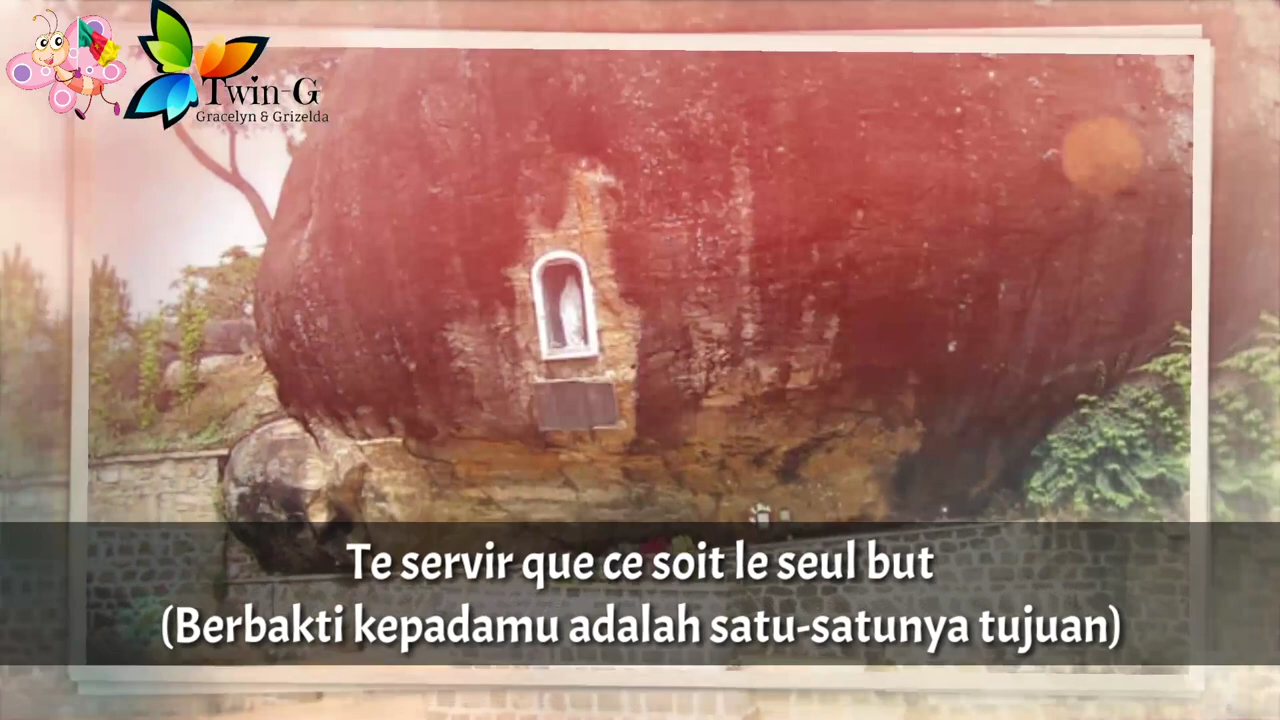 Twin-G
Gracelyn & Grizelda
Te servir que ce soit le seul but
(Berbakti kepadamu adalah satu-satunya tujuan)